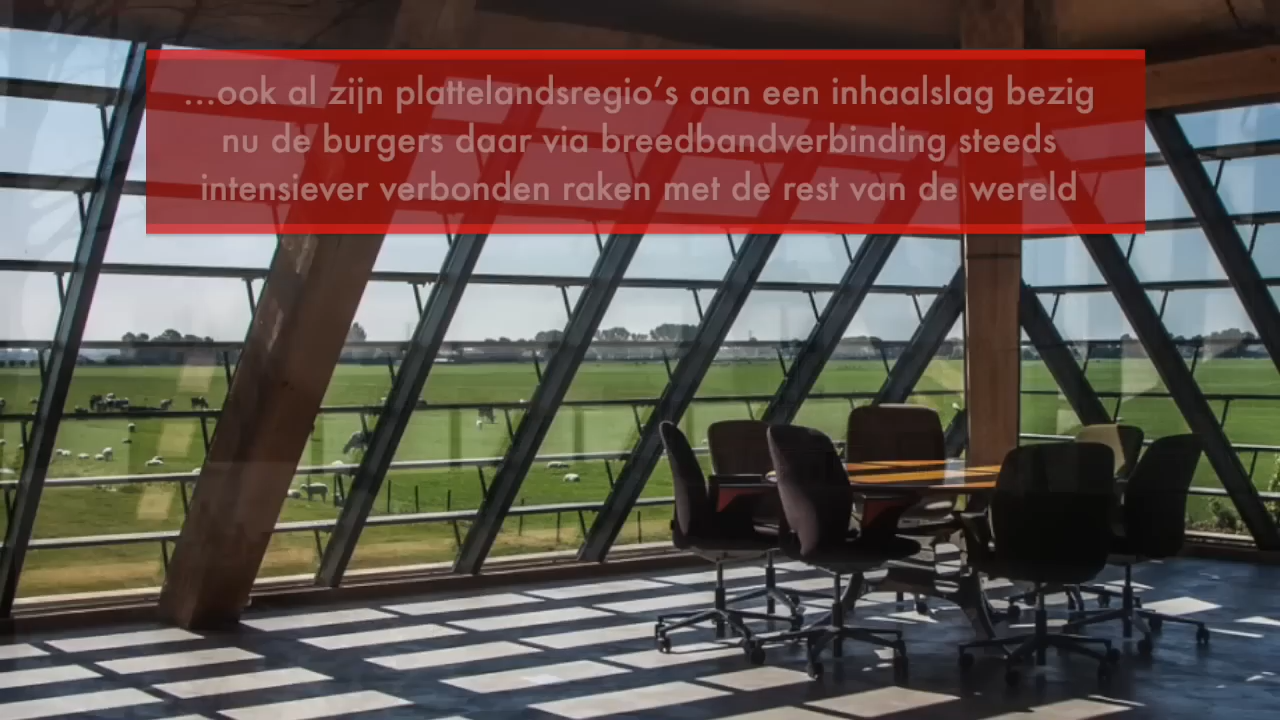 ...ook al zijn plattelandsregio's aan een inhaalslag bezig
nu de burgers daar via breedbandverbinding steeds
intensiever verbonden raken met de rest van de wereld